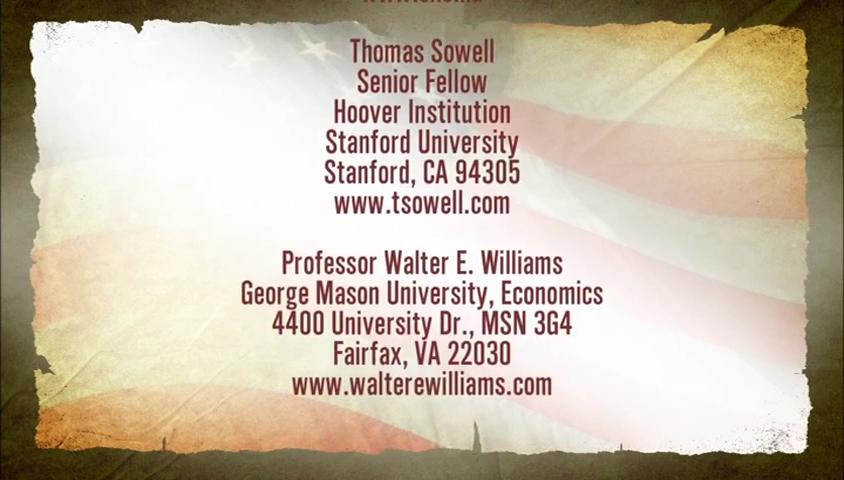 Thomas Sowell
Senior Fellow
Hoover Institution
Stanford University
Stanford, CA 94305
www.tsowell.com
Professor Walter E. Williams
George Mason University, Economics
4400 University Dr., MSN 3G4
Fairfax, VA 22030
www.walterewilliams.com